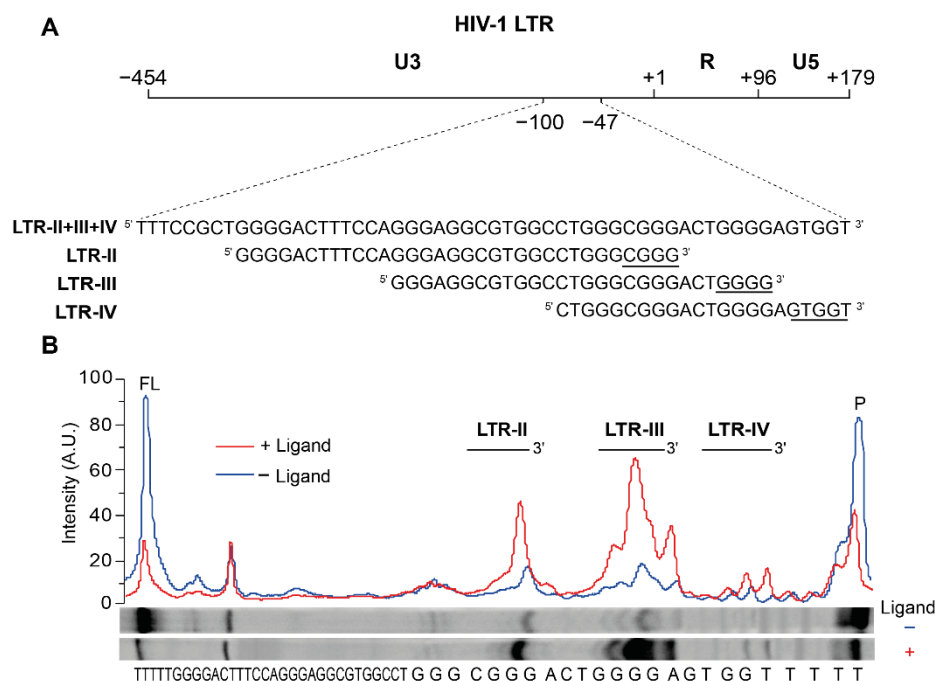 A
HIV-1 LTR
U3 R U5
−454 +1 +96 +179
−100 −47
LTR-II+III+IV 5' TTTCCGCTGGGGACTTTCCAGGGAGGCGTGGCCTGGGCGGGACTGGGGAGTGGT 3'
LTR-II 5' GGGGACTTTCCAGGGAGGCGTGGCCTGGGCGGG 3'
LTR-III 5' GGGAGGCGTGGCCTGGGCGGGACTGGGG 3'
LTR-IV 5' CTGGGCGGGACTGGGGAGTGGT 3'
B
100
80
60
40
20
0
Intensity (A.U.)
FL P
+ Ligand
− Ligand
LTR-II 3' LTR-III 3' LTR-IV 3'
Ligand
−
+
TTTTTGGGGACTTTCCAGGGAGGCGTGGCCTGGGCGGGACTGGGGAGTGGTTTTT